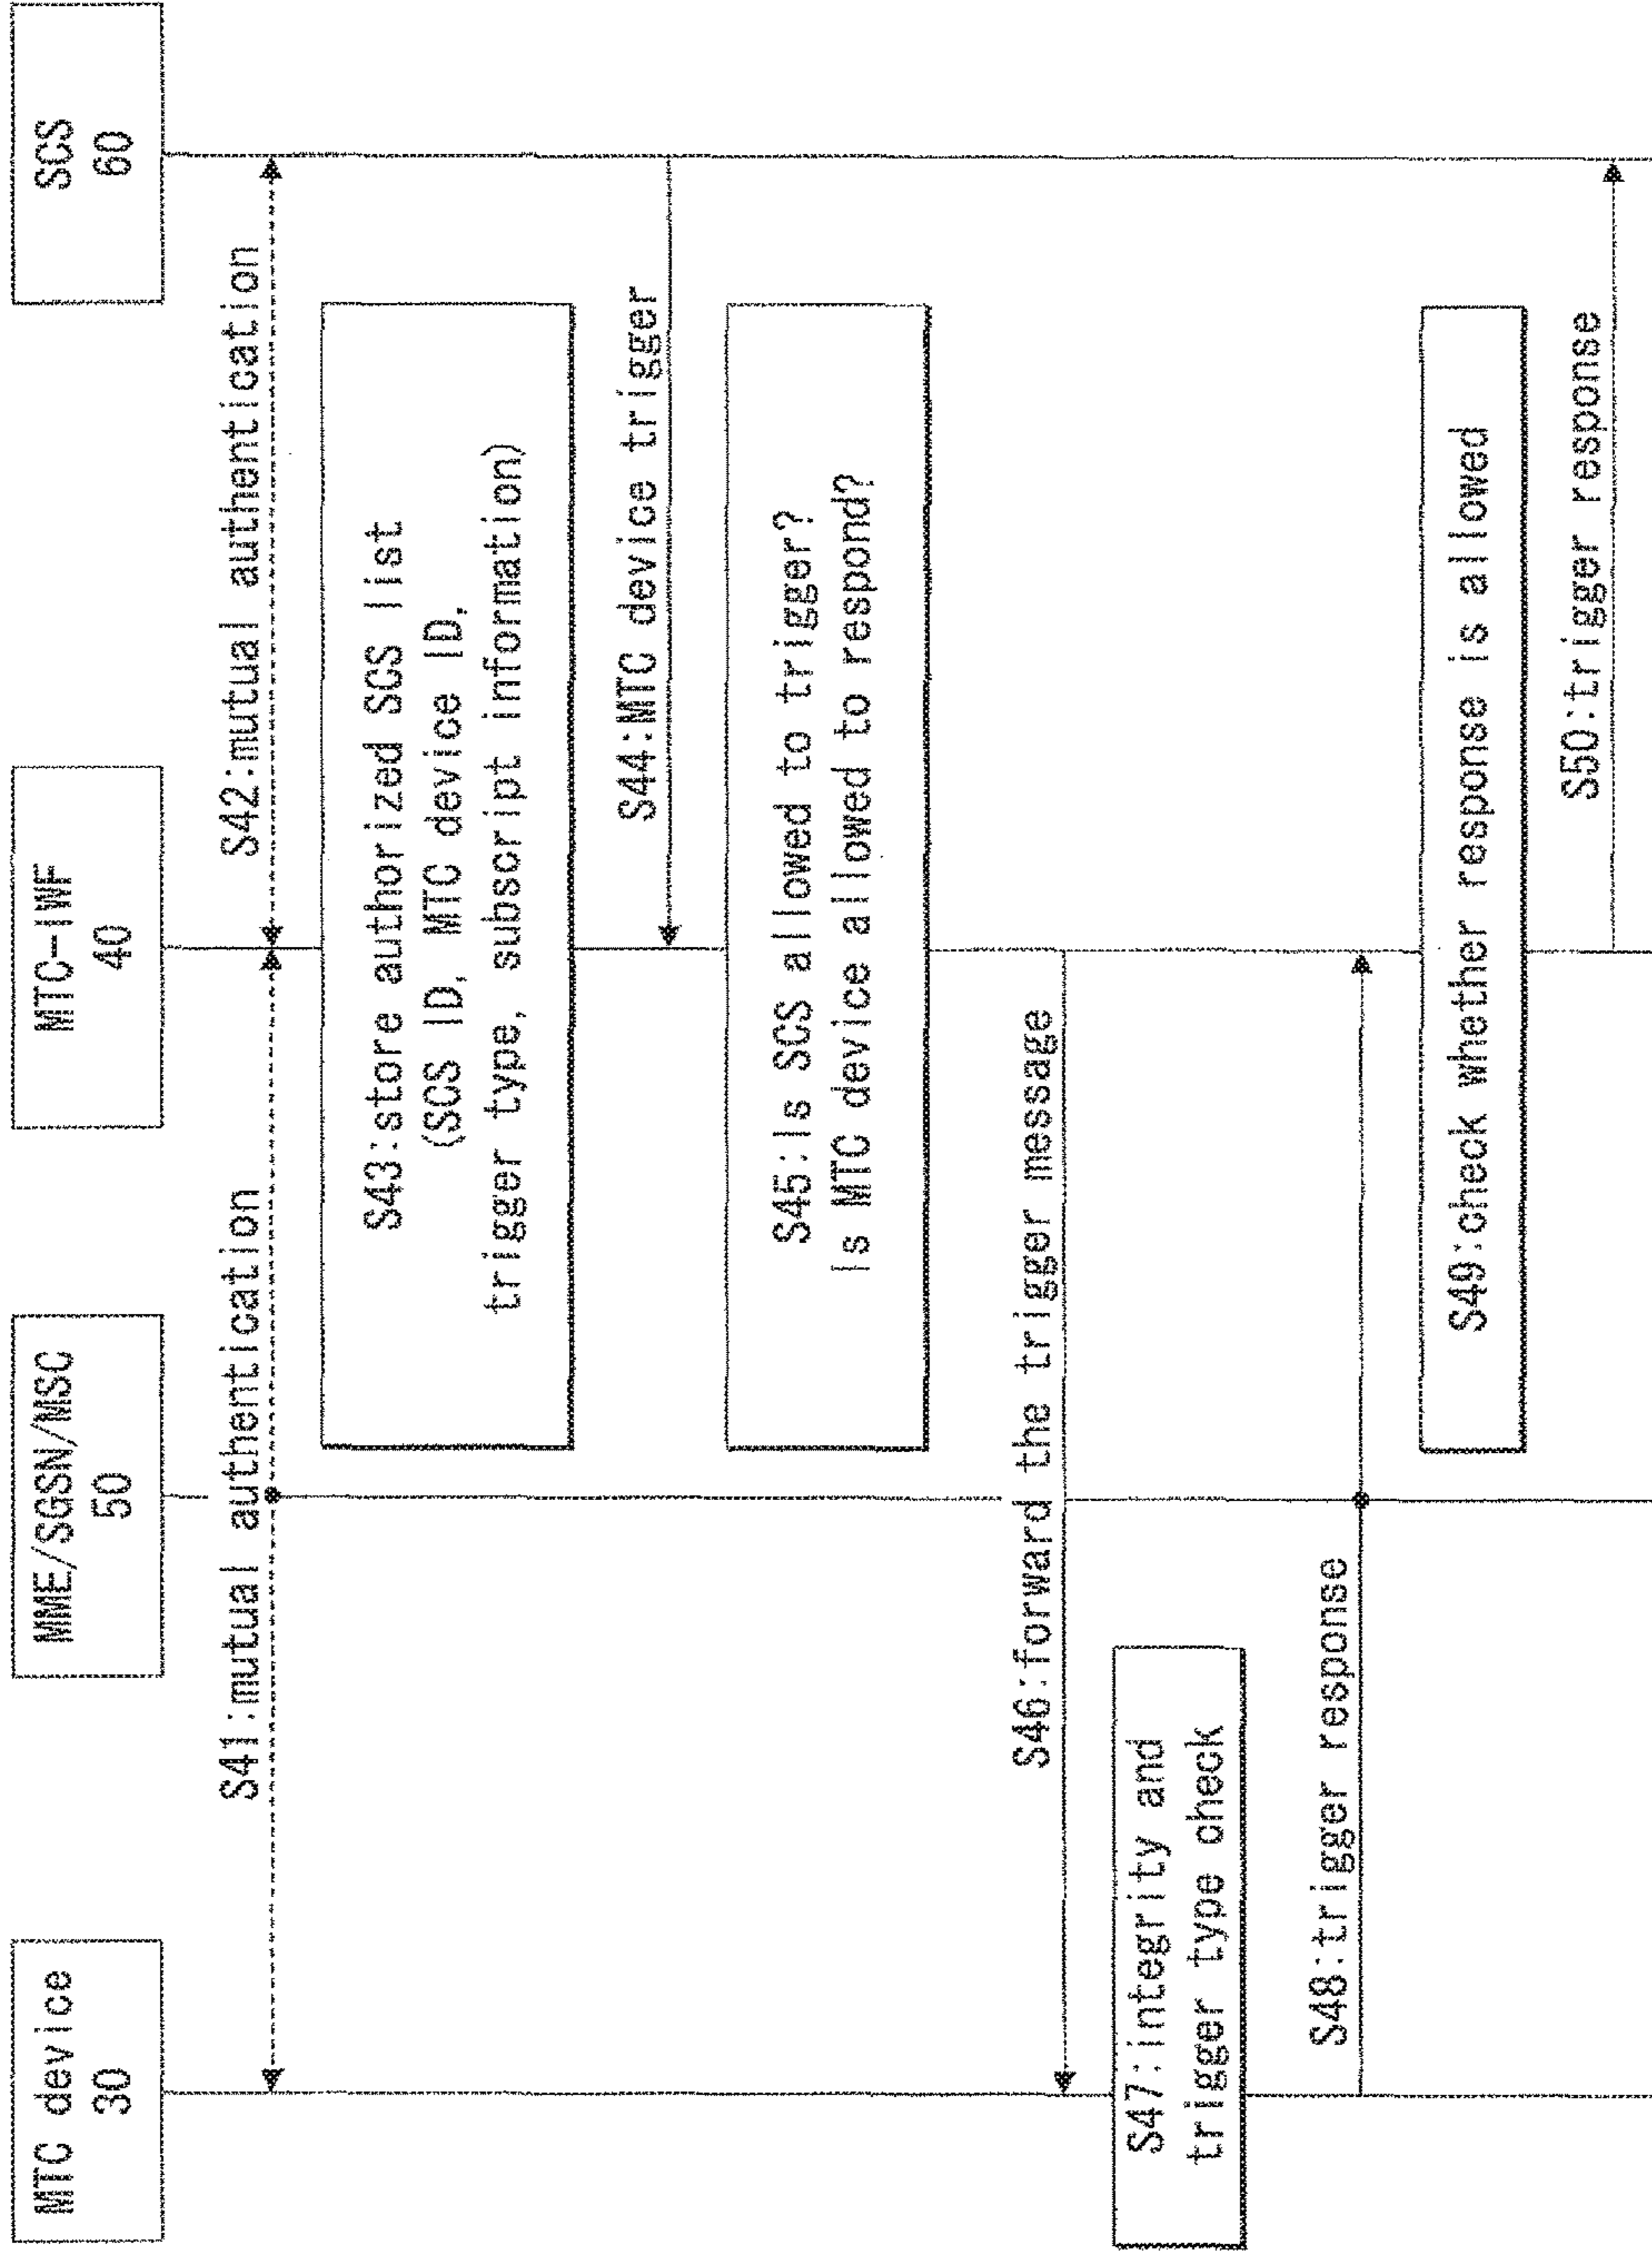 MTC device
30
MME/SGSN/MSC
50
MTC-IWF
40
SCS
60
S41:mutual authentication
S42:mutual authentication
S43:store authorized SCS list
(SCS ID, MTC device ID,
trigger type, subscript information)
S44:MTC device trigger
S45:Is SCS allowed to trigger?
Is MTC device allowed to respond?
S46:forward the trigger message
S47:integrity and
trigger type check
S48:trigger response
S49:check whether response is allowed
S50:trigger response